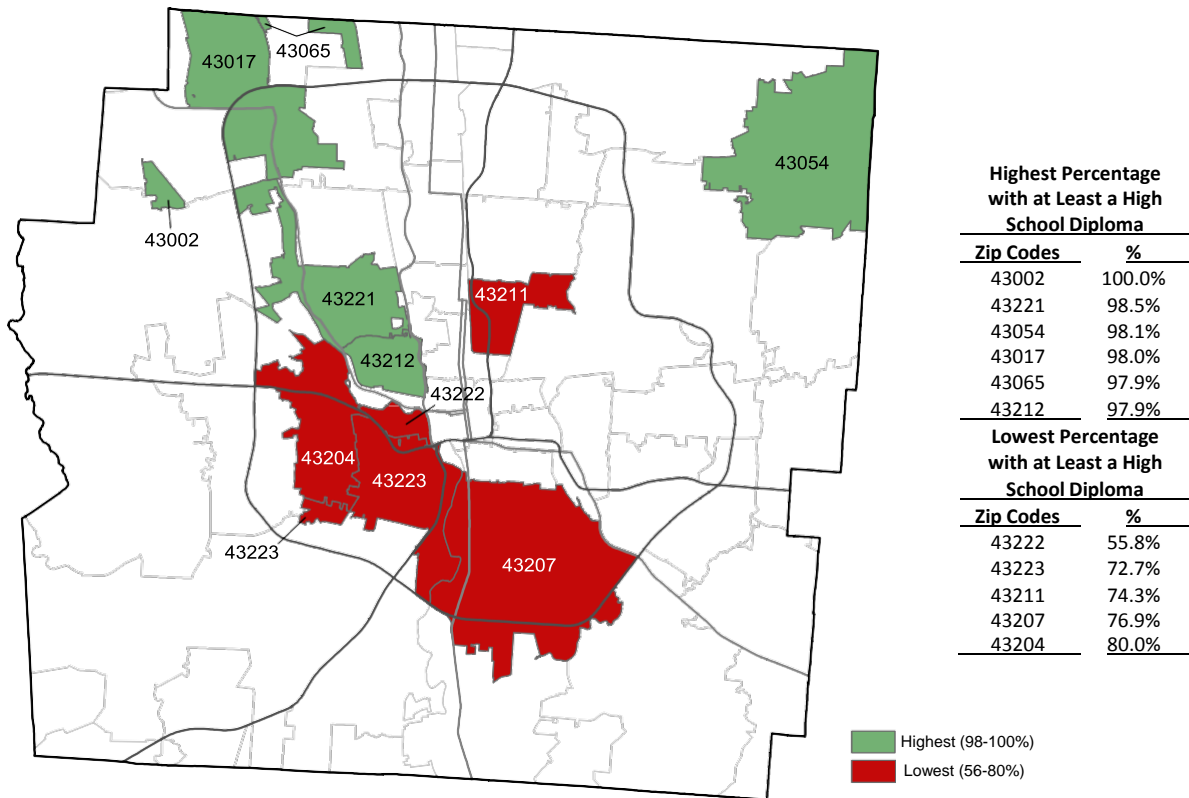 43017
43065
43054
43002
43221
43211
43212
43222
43204
43223
43223
43207
Highest Percentage
with at Least a High
School Diploma
Zip Codes %
43002 100.0%
43221 98.5%
43054 98.1%
43017 98.0%
43065 97.9%
43212 97.9%
Lowest Percentage
with at Least a High
School Diploma
Zip Codes %
43222 55.8%
43223 72.7%
43211 74.3%
43207 76.9%
43204 80.0%
Highest (98-100%)
Lowest (56-80%)